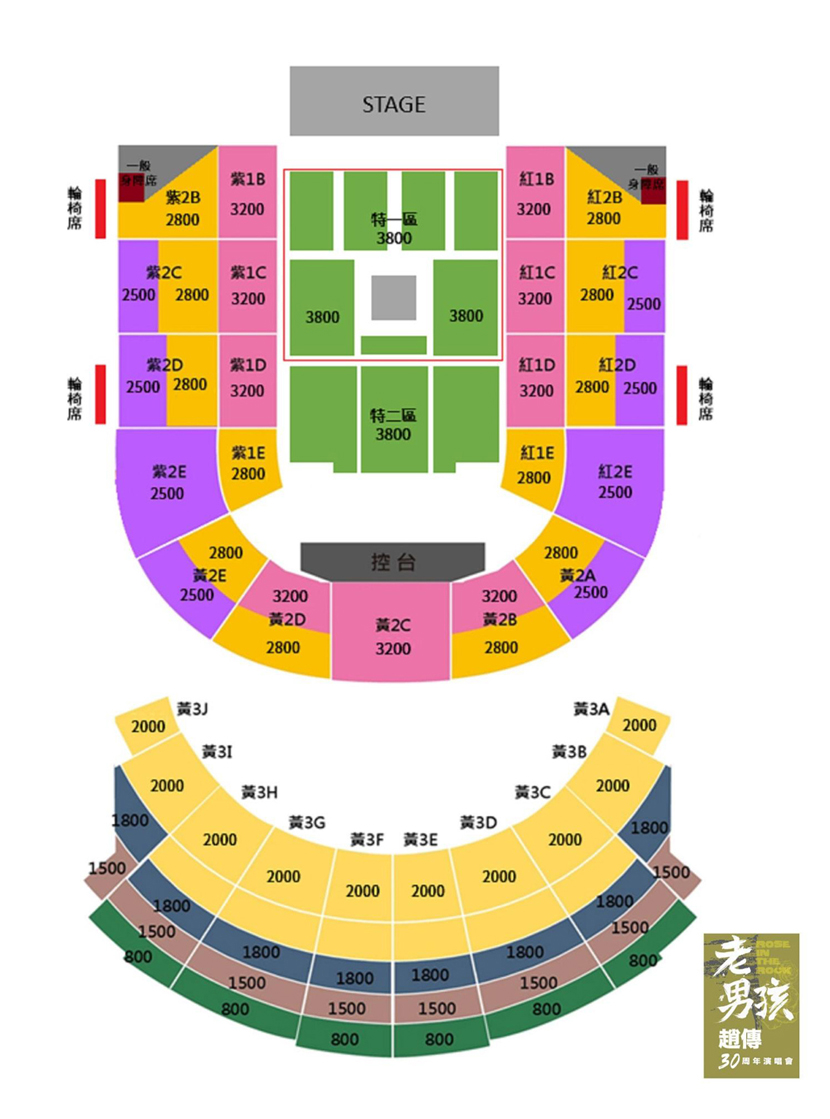 STAGE
一般
身障席
紫2B
2800
紫1B
3200
特一區
3800
紅1B
3200
紅2B
2800
一般
身障席
輪椅席
輪椅席
紫2C
2500
2800
紫1C
3200
3800
3800
紅1C
3200
紅2C
2800
2500
紫2D
2500
2800
紫1D
3200
紅1D
3200
紅2D
2800
2500
輪椅席
輪椅席
特二區
3800
紫2E
2500
紫1E
2800
紅1E
2800
紅2E
2500
控台
2800
黃2E
2500
3200
黃2D
2800
黃2C
3200
3200
黃2B
2800
2800
黃2A
2500
黃3J
2000
黃3I
2000
黃3H
2000
黃3G
2000
黃3F
2000
黃3E
2000
黃3D
2000
黃3C
2000
黃3B
2000
黃3A
2000
1800
1800
1800
1800
1800
1800
1800
1800
1500
1500
1500
1500
1500
1500
1500
1500
800
800
800
800
800
800
老男孩
ROSE
IN
THE
ROCK
趙傳
30周年演唱會